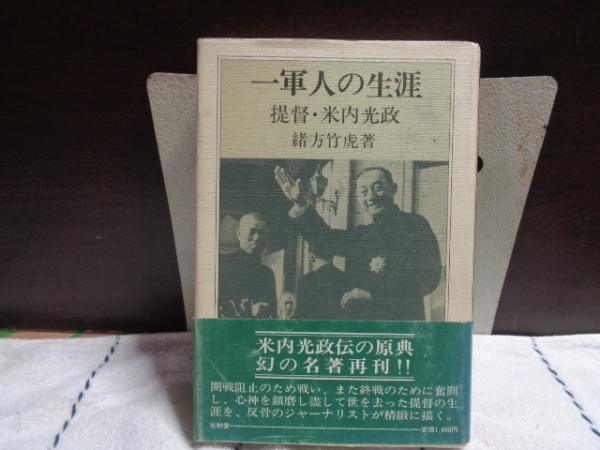 一軍人の生涯
提督・米内光政
緒方竹虎著
米内光政伝の原典
幻の名著再刊!!
開戦阻止のため戦い、また終戦のために奮闘
し、心神を鎖磨し盡して世を去った提督の生
涯を、反骨のジャーナリストが精緻に描く。
光和堂
定価1,600円